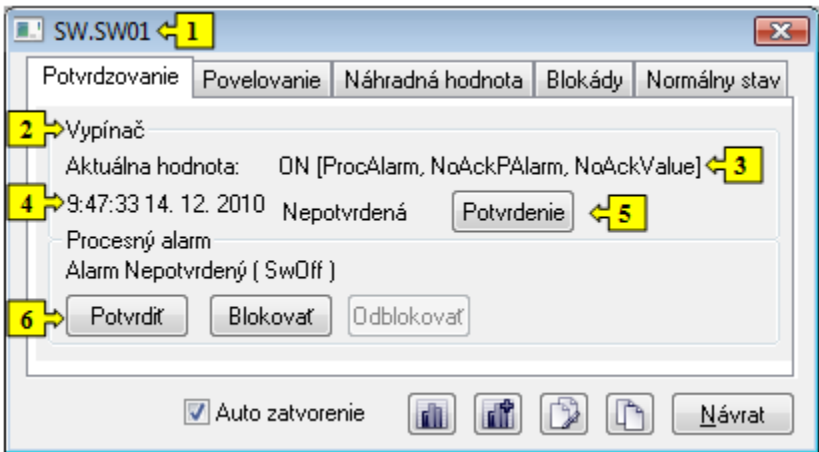 SW.SW01 1
Potvrdzovanie Povelovanie Náhradná hodnota Blokády Normálny stav
2 Vypínač
Aktuálna hodnota: ON [ProcAlarm, NoAckPAlarm, NoAckValue] 3
4 9:47:33 14. 12. 2010 Nepotvrdená Potvrdenie 5
Procesný alarm
Alarm Nepotvrdený ( SwOff )
6 Potvrdiť Blokovať Odblokovať
Auto zatvorenie Návrat